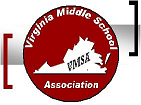 Virginia Middle School
VMSA
Association